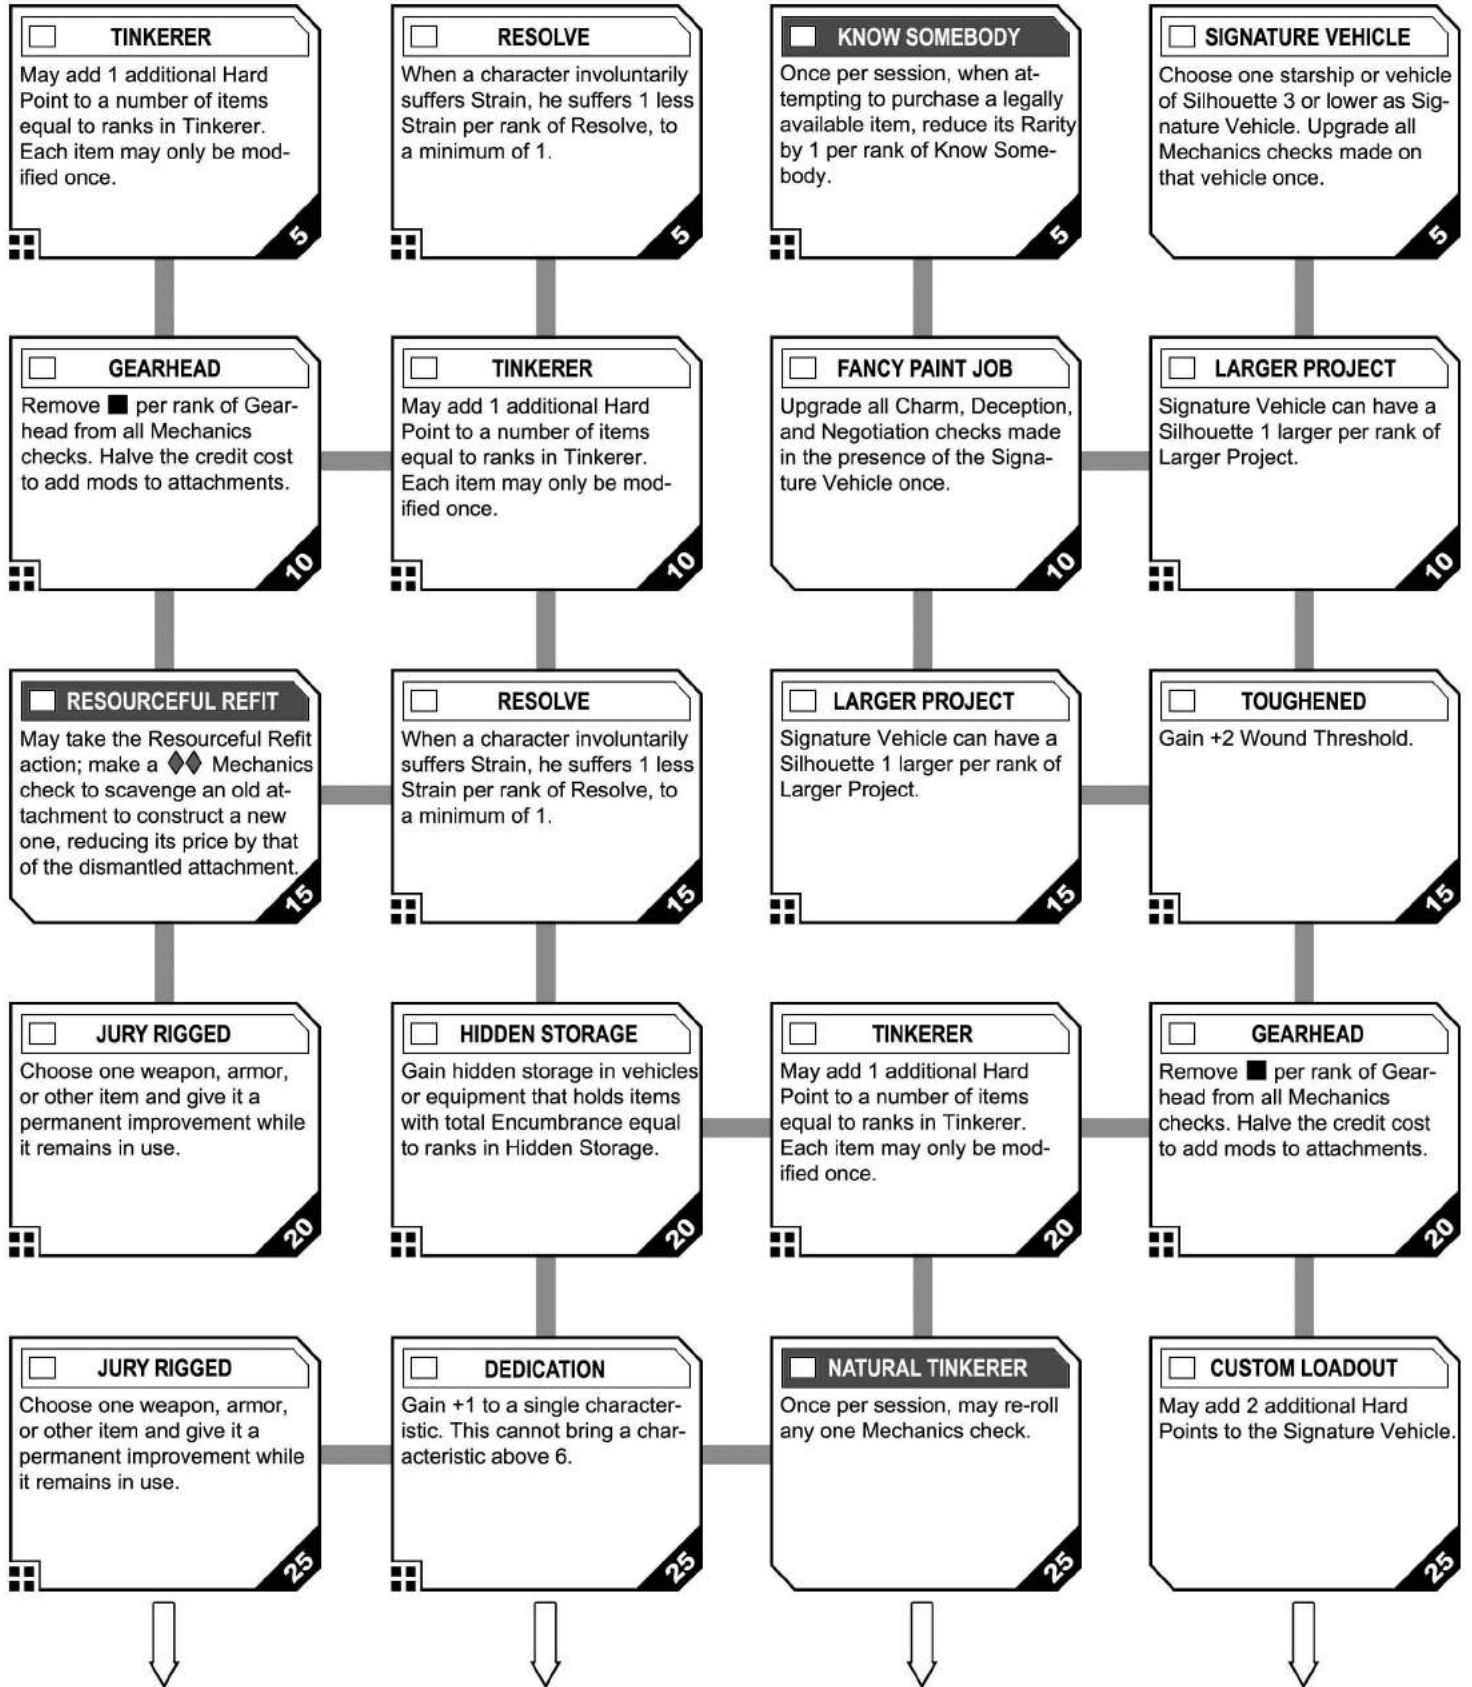 TINKERER
May add 1 additional Hard
Point to a number of items
equal to ranks in Tinkerer.
Each item may only be mod-
ified once.
5
RESOLVE
When a character involuntarily
suffers Strain, he suffers 1 less
Strain per rank of Resolve, to
a minimum of 1.
5
KNOW SOMEBODY
Once per session, when at-
tempting to purchase a legally
available item, reduce its Rarity
by 1 per rank of Know Some-
body.
5
SIGNATURE VEHICLE
Choose one starship or vehicle
of Silhouette 3 or lower as Sig-
nature Vehicle. Upgrade all
Mechanics checks made on
that vehicle once.
5
GEARHEAD
Remove ■ per rank of Gear-
head from all Mechanics
checks. Halve the credit cost
to add mods to attachments.
10
TINKERER
May add 1 additional Hard
Point to a number of items
equal to ranks in Tinkerer.
Each item may only be mod-
ified once.
10
FANCY PAINT JOB
Upgrade all Charm, Deception,
and Negotiation checks made
in the presence of the Signa-
ture Vehicle once.
10
LARGER PROJECT
Signature Vehicle can have a
Silhouette 1 larger per rank of
Larger Project.
10
RESOURCEFUL REFIT
May take the Resourceful Refit
action; make a ♦♦ Mechanics
check to scavenge an old at-
tachment to construct a new
one, reducing its price by that
of the dismantled attachment.
15
RESOLVE
When a character involuntarily
suffers Strain, he suffers 1 less
Strain per rank of Resolve, to
a minimum of 1.
15
LARGER PROJECT
Signature Vehicle can have a
Silhouette 1 larger per rank of
Larger Project.
15
TOUGHENED
Gain +2 Wound Threshold.
15
JURY RIGGED
Choose one weapon, armor,
or other item and give it a
permanent improvement while
it remains in use.
20
HIDDEN STORAGE
Gain hidden storage in vehicles
or equipment that holds items
with total Encumbrance equal
to ranks in Hidden Storage.
20
TINKERER
May add 1 additional Hard
Point to a number of items
equal to ranks in Tinkerer.
Each item may only be mod-
ified once.
20
GEARHEAD
Remove ■ per rank of Gear-
head from all Mechanics
checks. Halve the credit cost
to add mods to attachments.
20
JURY RIGGED
Choose one weapon, armor,
or other item and give it a
permanent improvement while
it remains in use.
25
DEDICATION
Gain +1 to a single character-
istic. This cannot bring a char-
acteristic above 6.
25
NATURAL TINKERER
Once per session, may re-roll
any one Mechanics check.
25
CUSTOM LOADOUT
May add 2 additional Hard
Points to the Signature Vehicle.
25